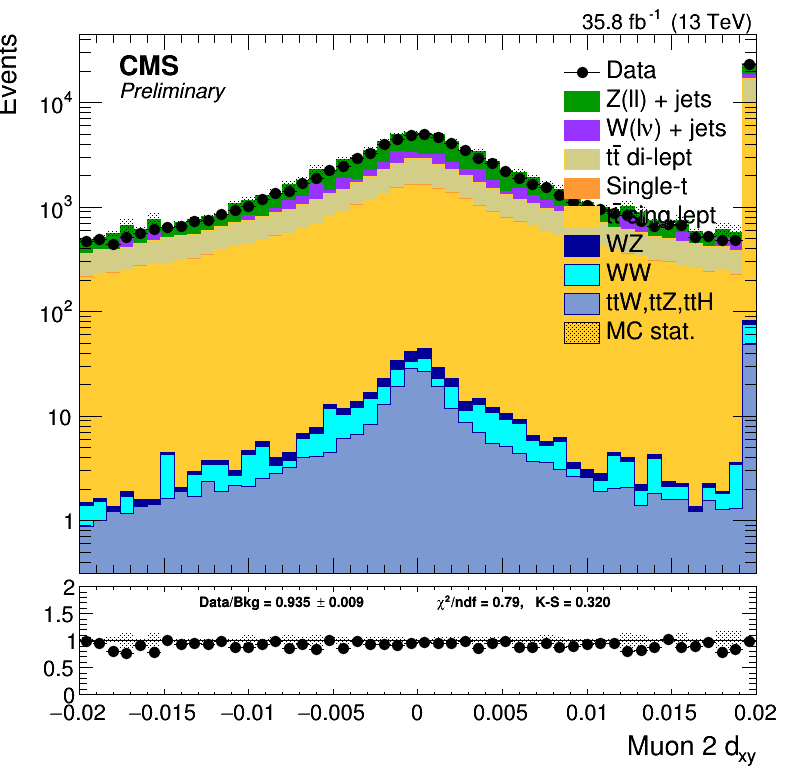 35.8 fb⁻¹ (13 TeV)
Events
CMS
Preliminary
Data
Z(ll) + jets
W(lν) + jets
tt̄ di-lept
Single-t
WZ
WW
ttW,ttZ,ttH
MC stat.
10⁴
10³
10²
10
1
Data/Bkg = 0.935 ± 0.009 χ²/ndf = 0.79, K-S = 0.320
2
1.5
1
0.5
0
−0.02 −0.015 −0.01 −0.005 0 0.005 0.01 0.015 0.02
Muon 2 d_xy